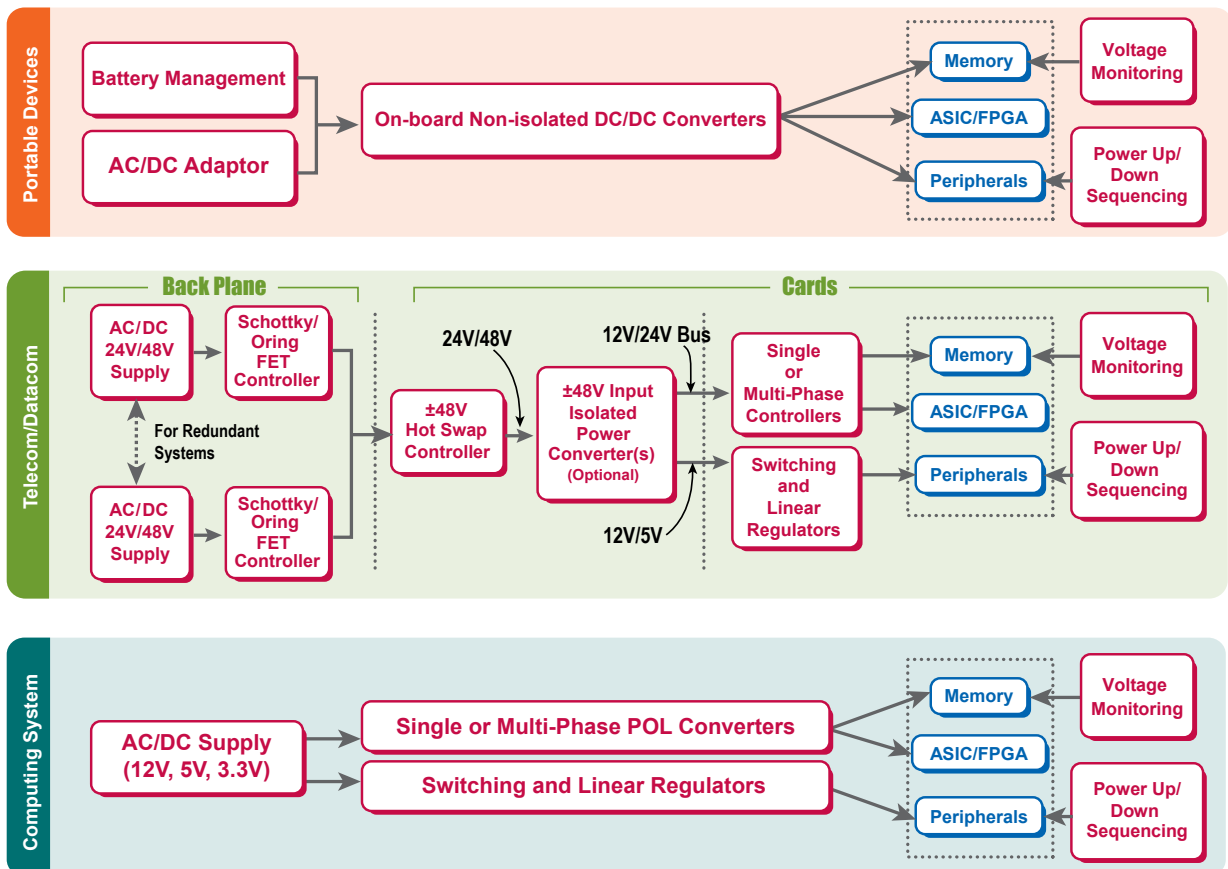 Portable Devices
Battery Management
AC/DC Adaptor
On-board Non-isolated DC/DC Converters
Memory
ASIC/FPGA
Peripherals
Voltage
Monitoring
Power Up/
Down
Sequencing
Telecom/Datacom
Back Plane
AC/DC
24V/48V
Supply
Schottky/
Oring
FET
Controller
For Redundant
Systems
AC/DC
24V/48V
Supply
Schottky/
Oring
FET
Controller
Cards
±48V
Hot Swap
Controller
24V/48V
±48V Input
Isolated
Power
Converter(s)
(Optional)
12V/24V Bus
12V/5V
Single
or
Multi-Phase
Controllers
Switching
and
Linear
Regulators
Memory
ASIC/FPGA
Peripherals
Voltage
Monitoring
Power Up/
Down
Sequencing
Computing System
AC/DC Supply
(12V, 5V, 3.3V)
Single or Multi-Phase POL Converters
Switching and Linear Regulators
Memory
ASIC/FPGA
Peripherals
Voltage
Monitoring
Power Up/
Down
Sequencing